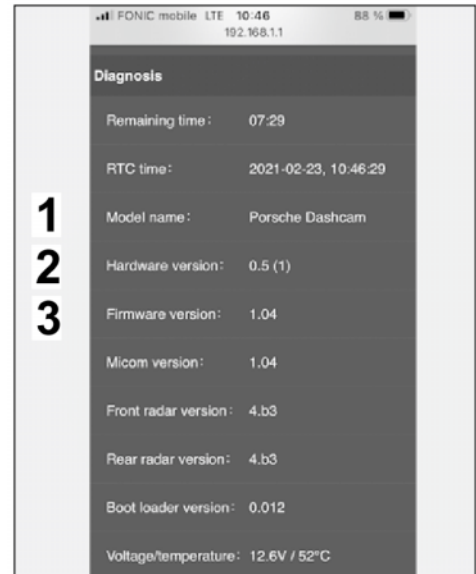 FONIC mobile LTE 10:46 88 %
192.168.1.1
Diagnosis
Remaining time: 07:29
RTC time: 2021-02-23, 10:46:29
1 Model name: Porsche Dashcam
2 Hardware version: 0.5 (1)
3 Firmware version: 1.04
Micom version: 1.04
Front radar version: 4.b3
Rear radar version: 4.b3
Boot loader version: 0.012
Voltage/temperature: 12.6V / 52°C